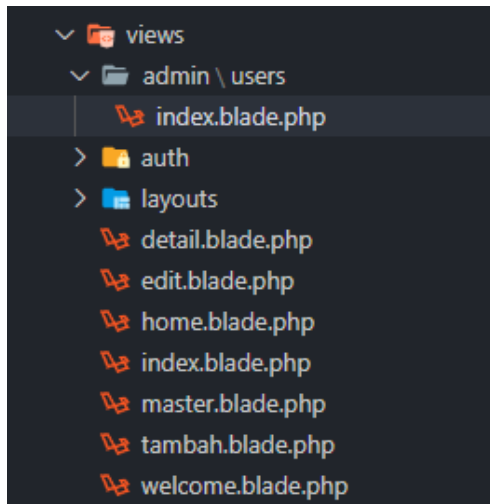 views
admin \ users
index.blade.php
auth
layouts
detail.blade.php
edit.blade.php
home.blade.php
index.blade.php
master.blade.php
tambah.blade.php
welcome.blade.php